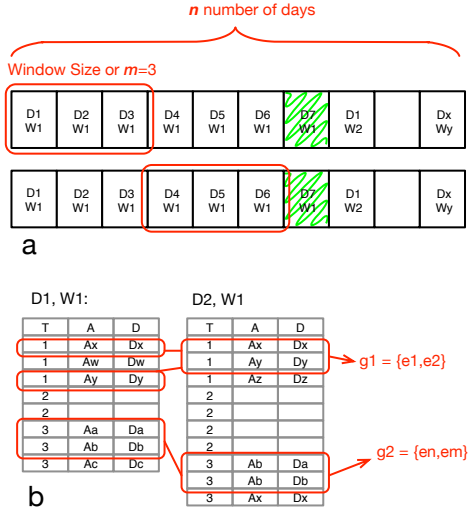 n number of days
Window Size or m=3
D1 D2 D3 D4 D5 D6 D7 D1 Dx
W1 W1 W1 W1 W1 W1 W1 W2 Wy
D1 D2 D3 D4 D5 D6 D7 D1 Dx
W1 W1 W1 W1 W1 W1 W1 W2 Wy
a
D1, W1:
T A D
1 Ax Dx
1 Aw Dw
1 Ay Dy
2
2
3 Aa Da
3 Ab Db
3 Ac Dc
D2, W1
T A D
1 Ax Dx
1 Ay Dy
1 Az Dz
2
2
2
2
3 Ab Da
3 Ab Db
3 Ax Dx
g1 = {e1,e2}
g2 = {en,em}
b